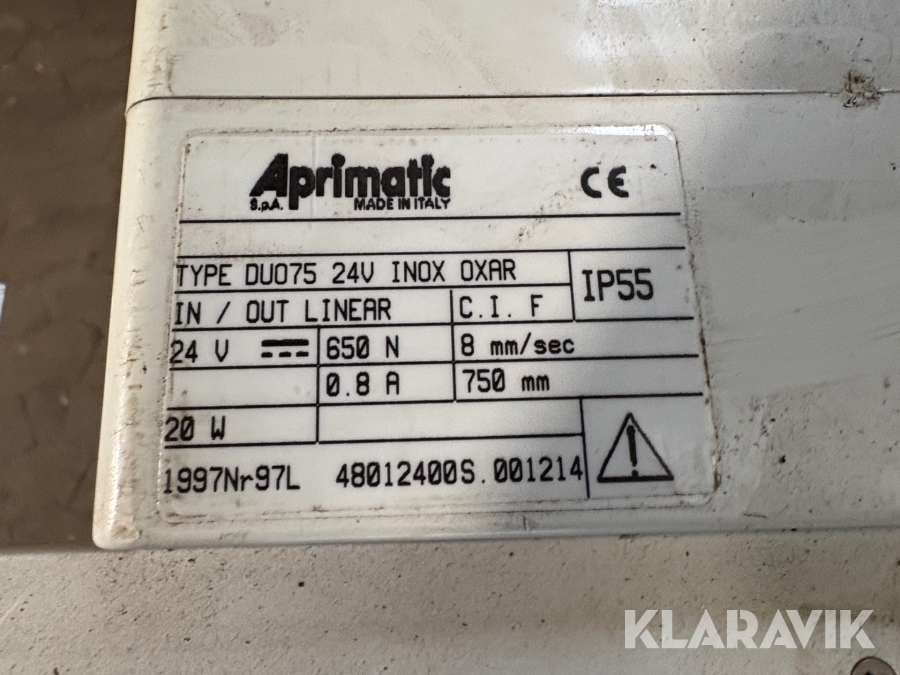 Aprimatic
S.p.A. MADE IN ITALY
CE
TYPE DUO75 24V INOX OXAR
IP55
IN / OUT LINEAR
C.I.F
24 V 650 N 8 mm/sec
0.8 A 750 mm
20 W
1997Nr97L 48012400S.001214
KLARAVIK